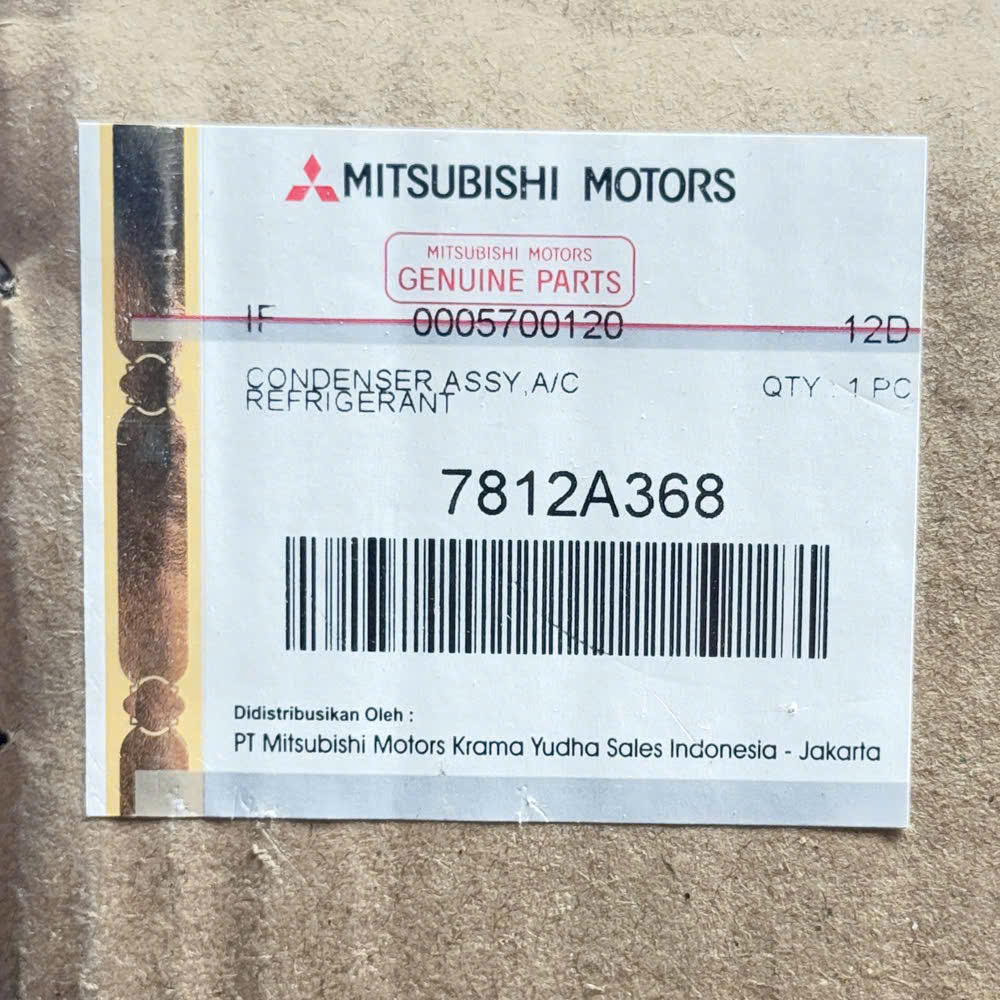 MITSUBISHI MOTORS
MITSUBISHI MOTORS
GENUINE PARTS
IF 0005700120 12D
CONDENSER ASSY,A/C QTY : 1 PC
REFRIGERANT
7812A368
Didistribusikan Oleh :
PT Mitsubishi Motors Krama Yudha Sales Indonesia - Jakarta